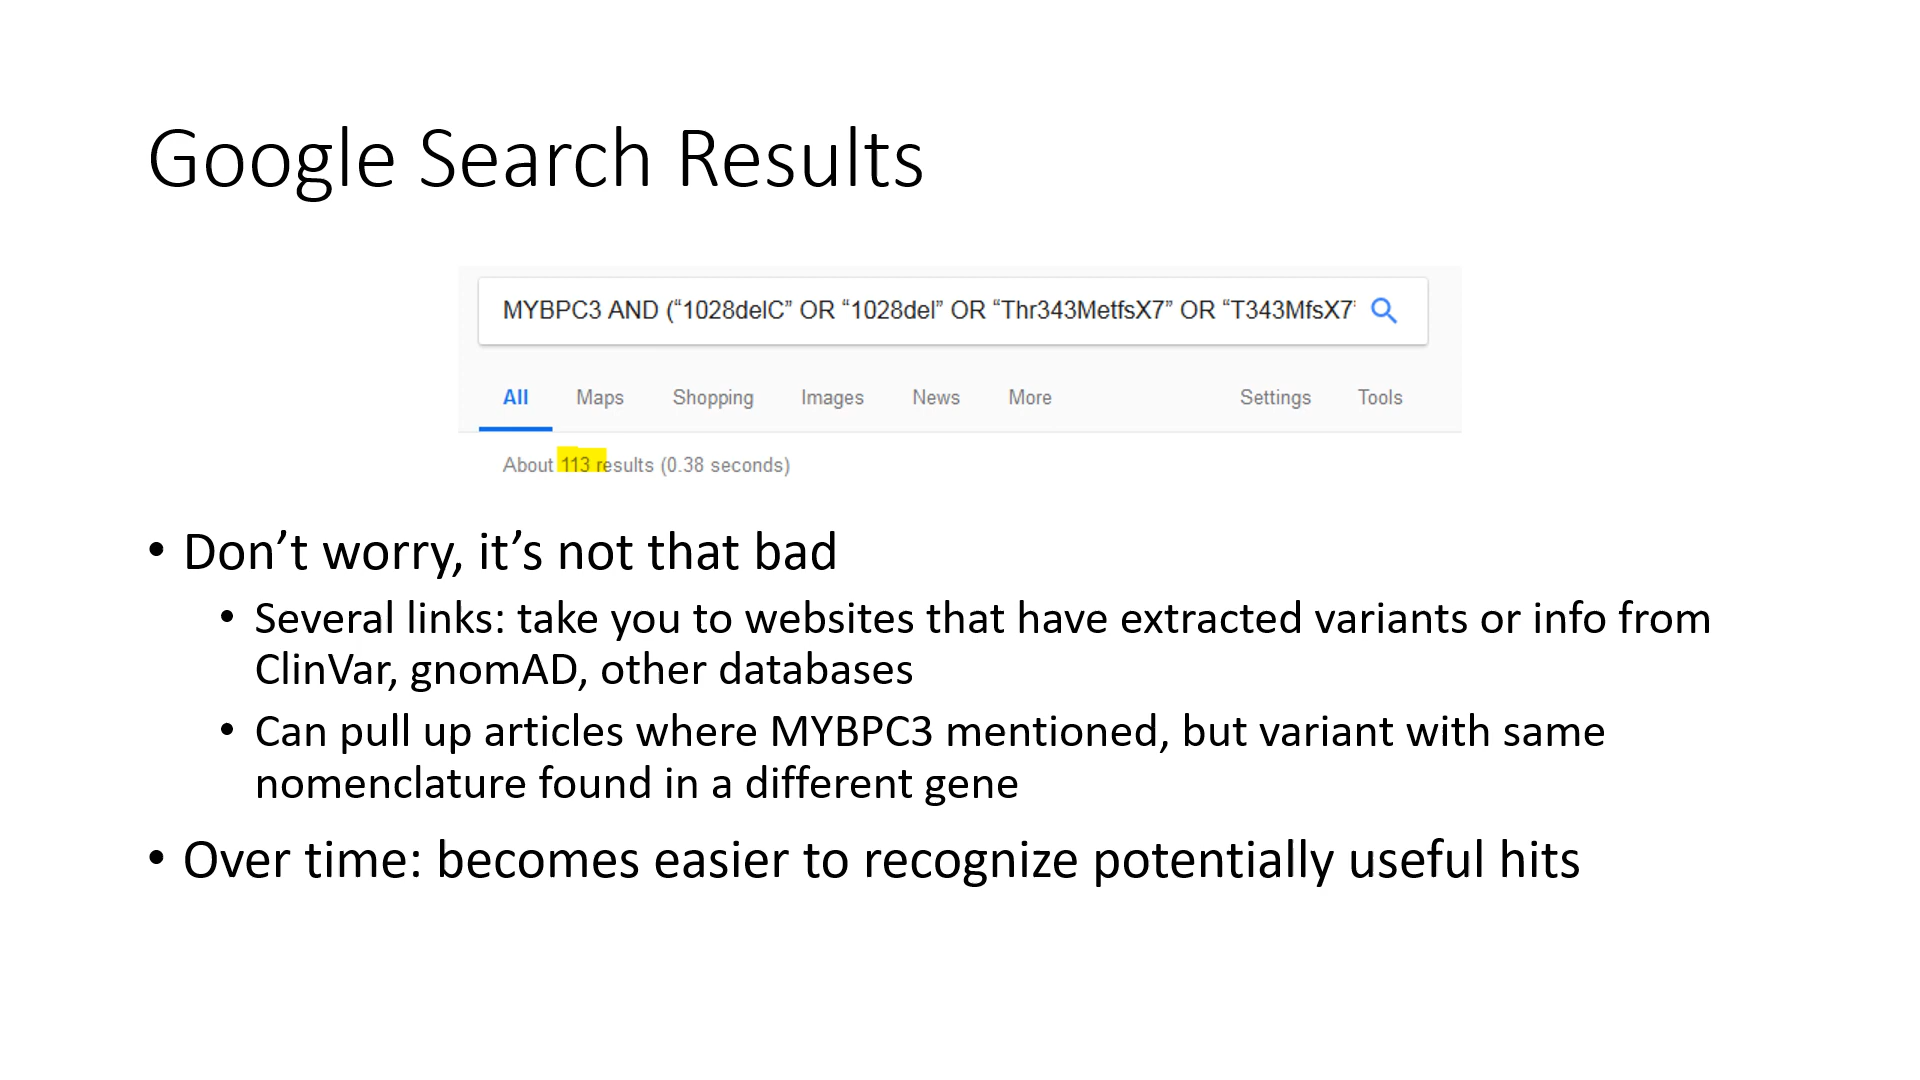 Google Search Results
MYBPC3 AND (“1028delC” OR “1028del” OR “Thr343MetfsX7” OR “T343MfsX7”
All Maps Shopping Images News More Settings Tools
About 113 results (0.38 seconds)
• Don’t worry, it’s not that bad
• Several links: take you to websites that have extracted variants or info from
ClinVar, gnomAD, other databases
• Can pull up articles where MYBPC3 mentioned, but variant with same
nomenclature found in a different gene
• Over time: becomes easier to recognize potentially useful hits